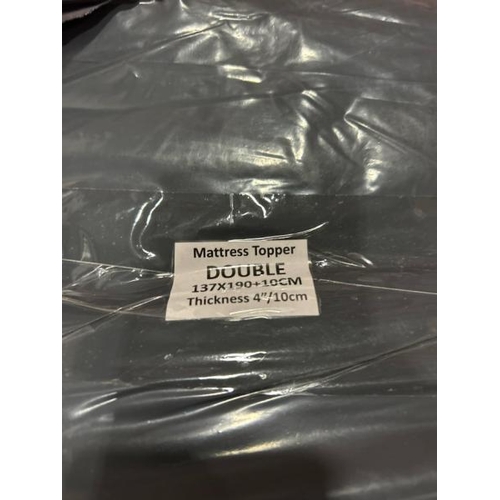 Mattress Topper
DOUBLE
137X190+10CM
Thickness 4"/10cm